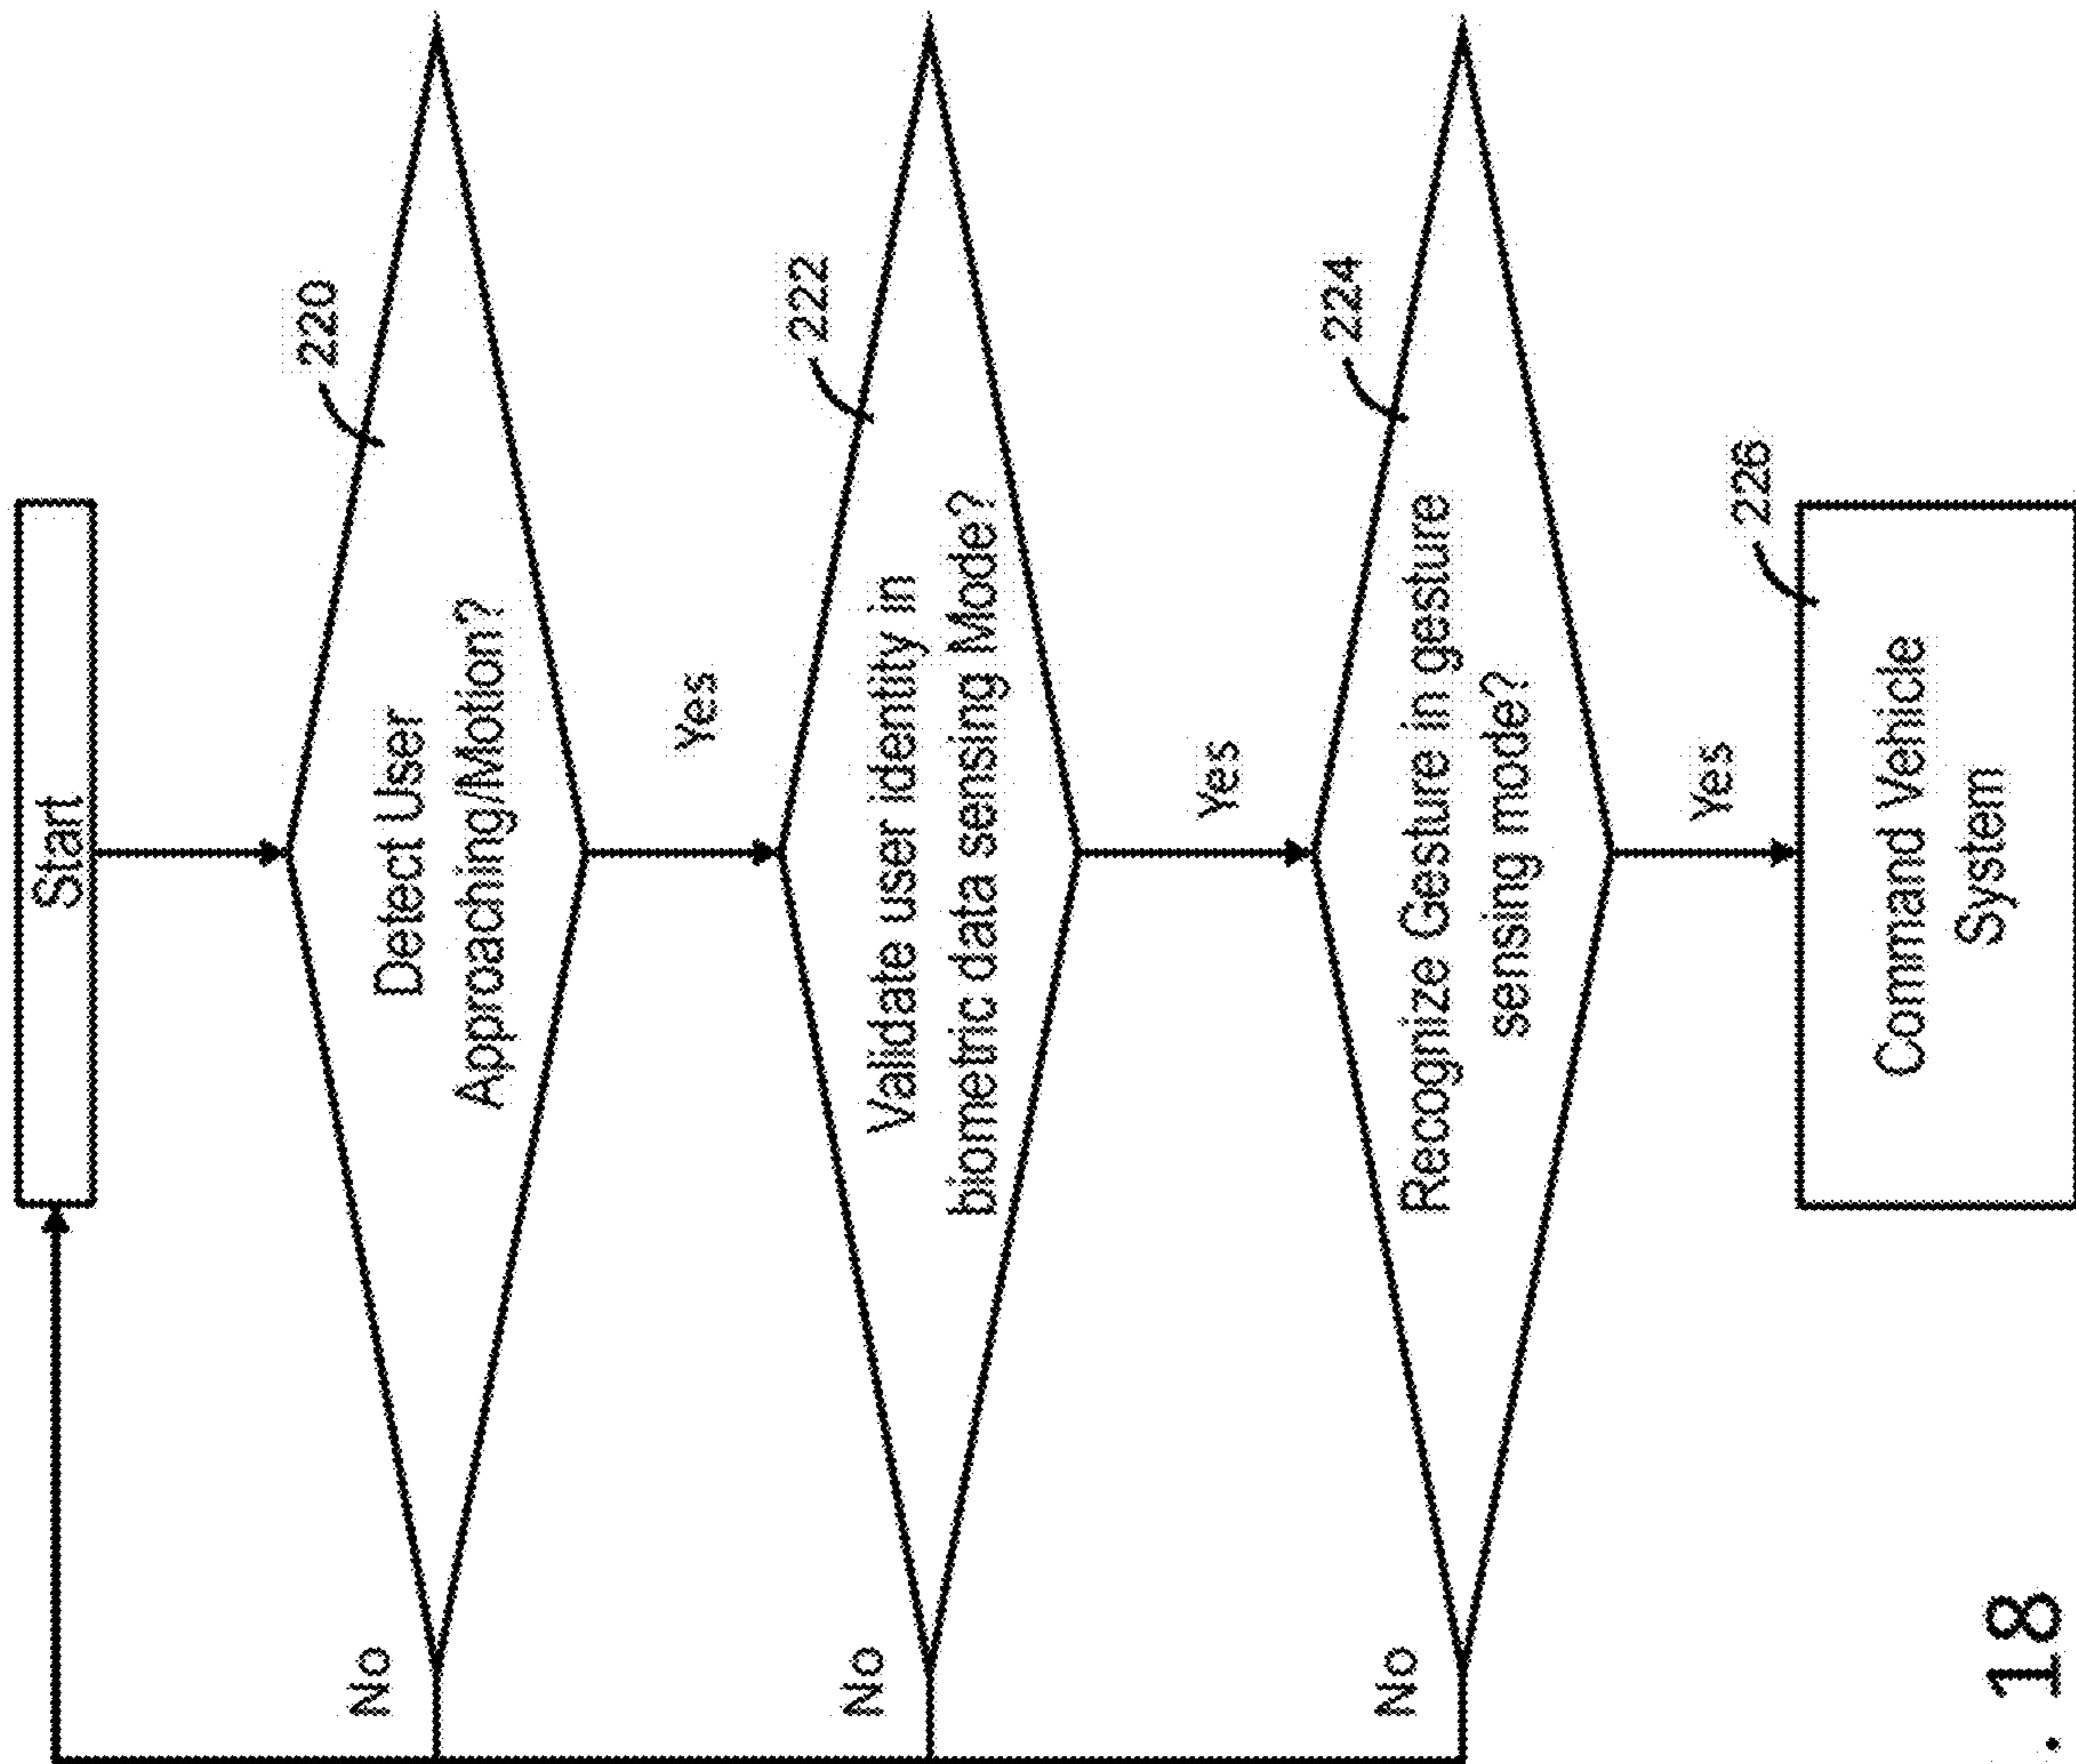 Start
220
Detect User
Approaching/Motion?
No
Yes
222
Validate user identity in
biometric data sensing Mode?
No
Yes
224
Recognize Gesture in gesture
sensing mode?
No
Yes
226
Command Vehicle
System
. 18